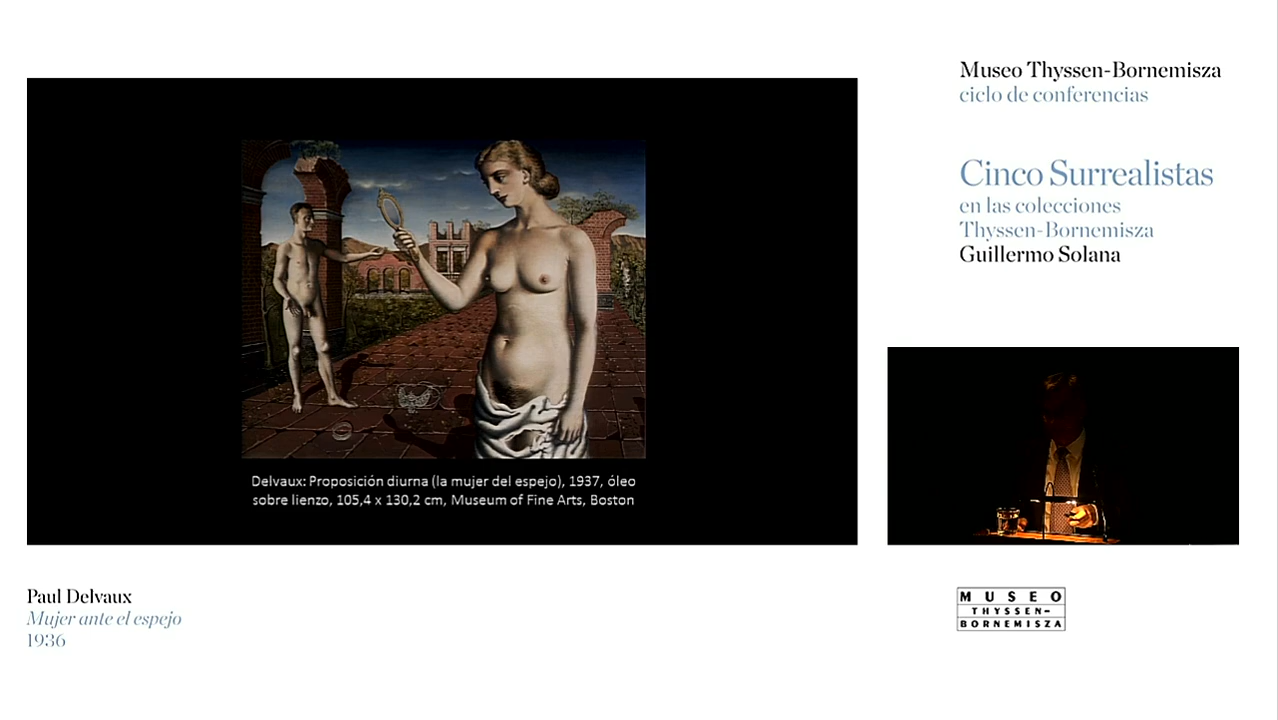 Museo Thyssen-Bornemisza
ciclo de conferencias
Cinco Surrealistas
en las colecciones
Thyssen-Bornemisza
Guillermo Solana
Delvaux: Proposición diurna (la mujer del espejo), 1937, óleo
sobre lienzo, 105,4 x 130,2 cm, Museum of Fine Arts, Boston
Paul Delvaux
Mujer ante el espejo
1936
MUSEO
THYSSEN-
BORNEMISZA